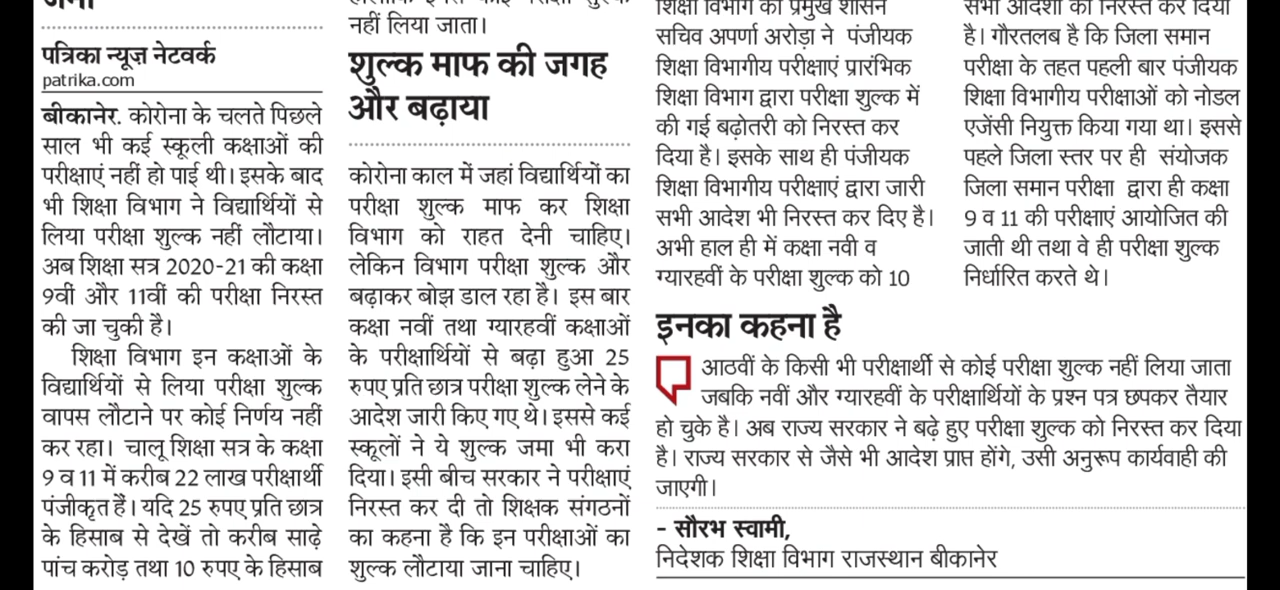 जमा
पत्रिका न्यूज़ नेटवर्क
patrika.com
बीकानेर. कोरोना के चलते पिछले
साल भी कई स्कूली कक्षाओं की
परीक्षाएं नहीं हो पाई थी। इसके बाद
भी शिक्षा विभाग ने विद्यार्थियों से
लिया परीक्षा शुल्क नहीं लौटाया।
अब शिक्षा सत्र 2020-21 की कक्षा
9वीं और 11वीं की परीक्षा निरस्त
की जा चुकी है।
शिक्षा विभाग इन कक्षाओं के
विद्यार्थियों से लिया परीक्षा शुल्क
वापस लौटाने पर कोई निर्णय नहीं
कर रहा। चालू शिक्षा सत्र के कक्षा
9 व 11 में करीब 22 लाख परीक्षार्थी
पंजीकृत हैं। यदि 25 रुपए प्रति छात्र
के हिसाब से देखें तो करीब साढ़े
पांच करोड़ तथा 10 रुपए के हिसाब
नहीं लिया जाता।
शुल्क माफ की जगह
और बढ़ाया
कोरोना काल में जहां विद्यार्थियों का
परीक्षा शुल्क माफ कर शिक्षा
विभाग को राहत देनी चाहिए।
लेकिन विभाग परीक्षा शुल्क और
बढ़ाकर बोझ डाल रहा है। इस बार
कक्षा नवीं तथा ग्यारहवीं कक्षाओं
के परीक्षार्थियों से बढ़ा हुआ 25
रुपए प्रति छात्र परीक्षा शुल्क लेने के
आदेश जारी किए गए थे। इससे कई
स्कूलों ने ये शुल्क जमा भी करा
दिया। इसी बीच सरकार ने परीक्षाएं
निरस्त कर दी तो शिक्षक संगठनों
का कहना है कि इन परीक्षाओं का
शुल्क लौटाया जाना चाहिए।
शिक्षा विभाग की प्रमुख शासन
सचिव अपर्णा अरोड़ा ने पंजीयक
शिक्षा विभागीय परीक्षाएं प्रारंभिक
शिक्षा विभाग द्वारा परीक्षा शुल्क में
की गई बढ़ोतरी को निरस्त कर
दिया है। इसके साथ ही पंजीयक
शिक्षा विभागीय परीक्षाएं द्वारा जारी
सभी आदेश भी निरस्त कर दिए है।
अभी हाल ही में कक्षा नवी व
ग्यारहवीं के परीक्षा शुल्क को 10
सभी आदेशों को निरस्त कर दिया
है। गौरतलब है कि जिला समान
परीक्षा के तहत पहली बार पंजीयक
शिक्षा विभागीय परीक्षाओं को नोडल
एजेंसी नियुक्त किया गया था। इससे
पहले जिला स्तर पर ही संयोजक
जिला समान परीक्षा द्वारा ही कक्षा
9 व 11 की परीक्षाएं आयोजित की
जाती थी तथा वे ही परीक्षा शुल्क
निर्धारित करते थे।
इनका कहना है
आठवीं के किसी भी परीक्षार्थी से कोई परीक्षा शुल्क नहीं लिया जाता
जबकि नवीं और ग्यारहवीं के परीक्षार्थियों के प्रश्न पत्र छपकर तैयार
हो चुके है। अब राज्य सरकार ने बढ़े हुए परीक्षा शुल्क को निरस्त कर दिया
है। राज्य सरकार से जैसे भी आदेश प्राप्त होंगे, उसी अनुरूप कार्यवाही की
जाएगी।
- सौरभ स्वामी,
निदेशक शिक्षा विभाग राजस्थान बीकानेर